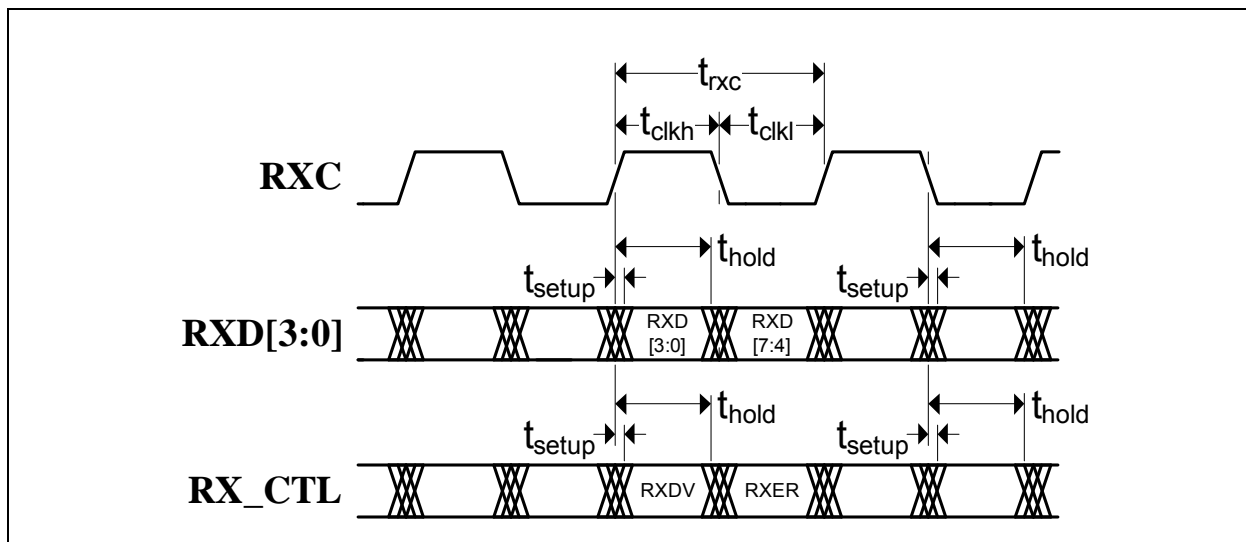 t_rxc
t_clkh t_clkl
RXC
t_hold t_hold
t_setup t_setup
RXD[3:0]
RXD RXD
[3:0] [7:4]
t_hold t_hold
t_setup t_setup
RX_CTL
RXDV RXER